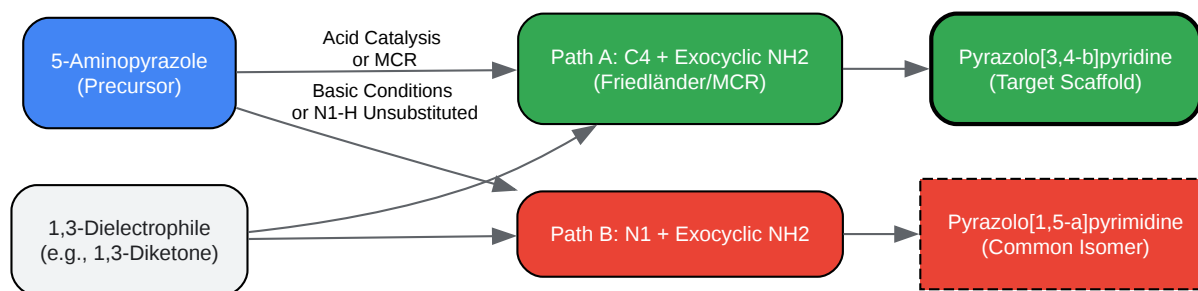 5-Aminopyrazole
(Precursor)
Acid Catalysis
or MCR
Basic Conditions
or N1-H Unsubstituted
Path A: C4 + Exocyclic NH2
(Friedländer/MCR)
Pyrazolo[3,4-b]pyridine
(Target Scaffold)
1,3-Dielectrophile
(e.g., 1,3-Diketone)
Path B: N1 + Exocyclic NH2
Pyrazolo[1,5-a]pyrimidine
(Common Isomer)